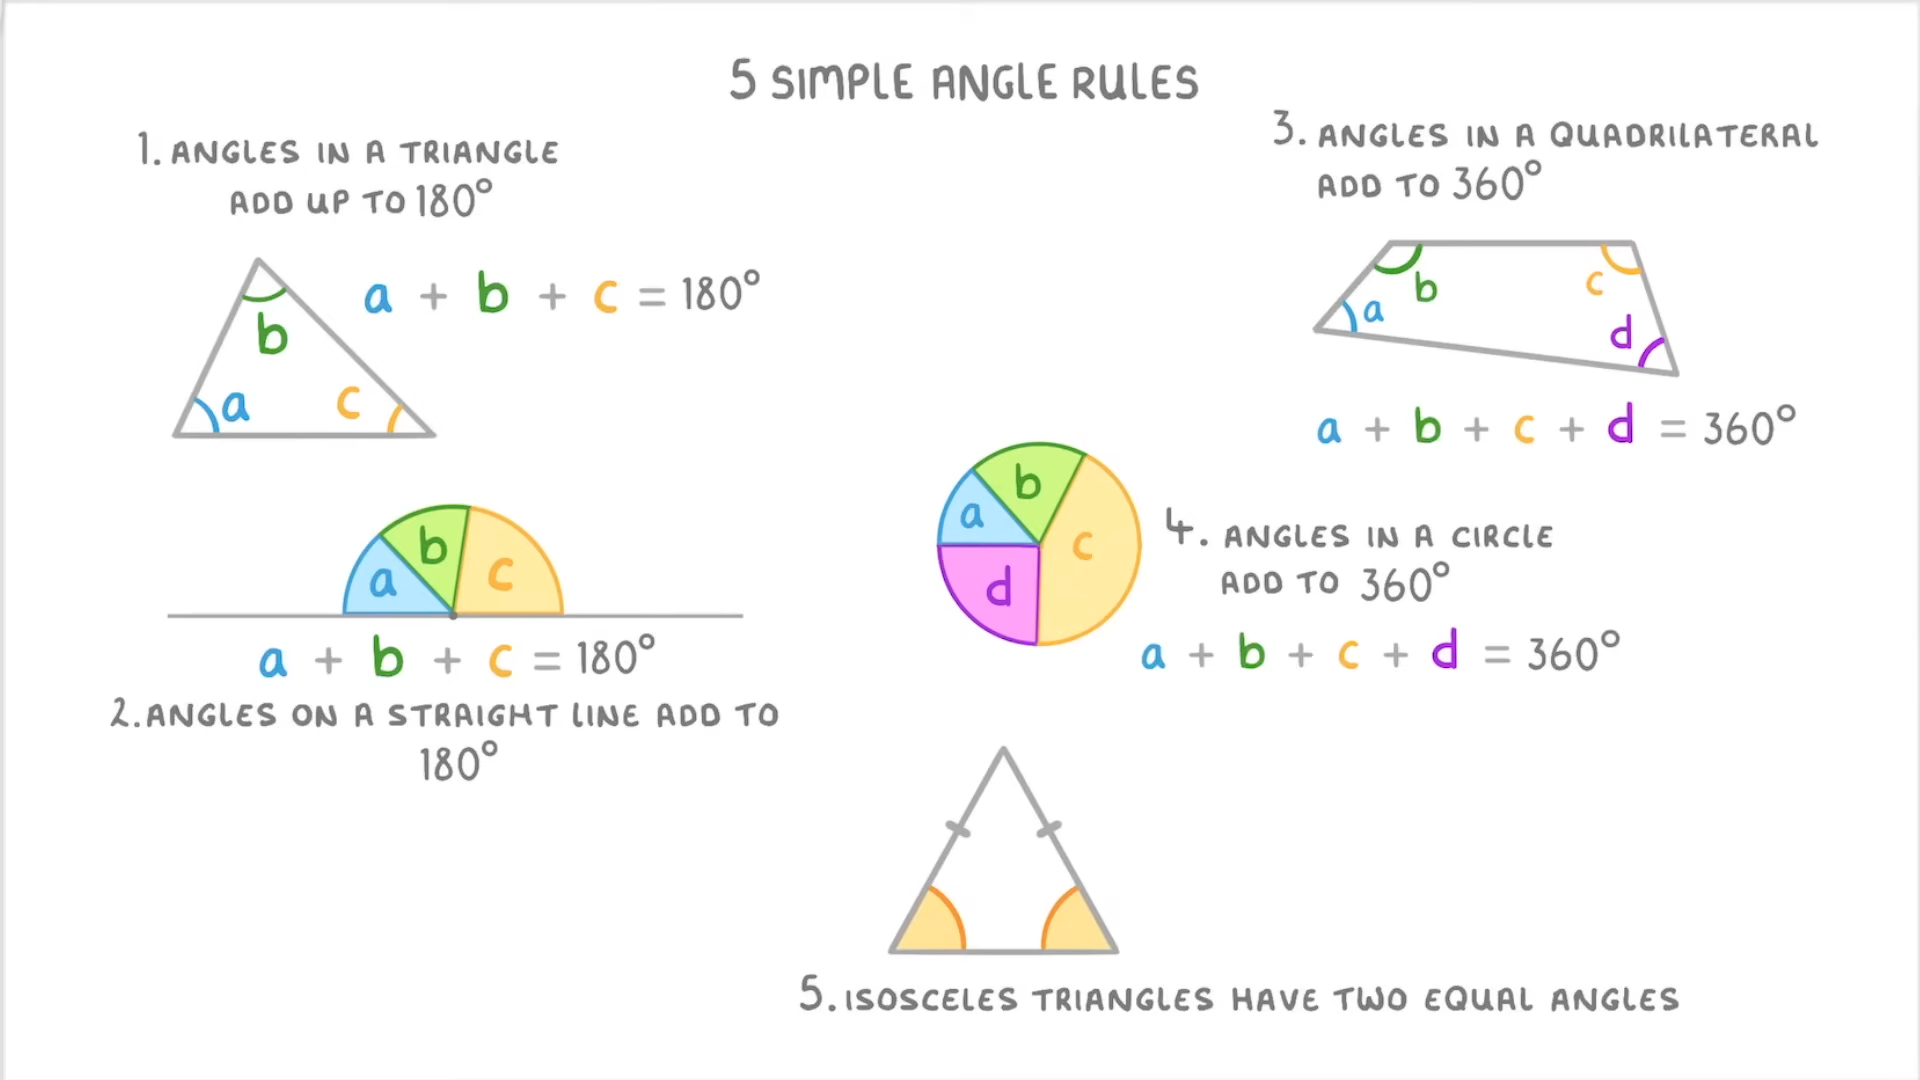 5 SIMPLE ANGLE RULES
1. ANGLES IN A TRIANGLE
ADD UP TO 180°
a + b + c = 180°
b
a
c
a
b
c
a + b + c = 180°
2. ANGLES ON A STRAIGHT LINE ADD TO
180°
3. ANGLES IN A QUADRILATERAL
ADD TO 360°
a
b
c
d
a + b + c + d = 360°
a
b
c
d
4. ANGLES IN A CIRCLE
ADD TO 360°
a + b + c + d = 360°
5. ISOSCELES TRIANGLES HAVE TWO EQUAL ANGLES